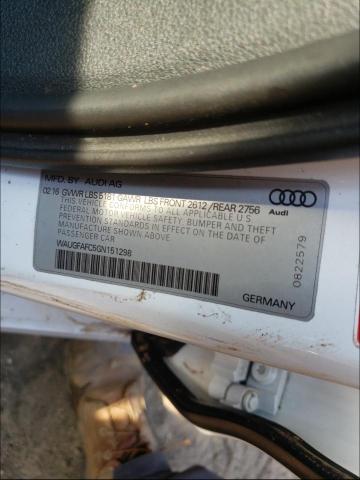 MFD. BY AUDI AG
02 16 GVWR LBS 5181 GAWR LBS FRONT 2612 / REAR 2756
THIS VEHICLE CONFORMS TO ALL APPLICABLE U.S.
FEDERAL MOTOR VEHICLE SAFETY, BUMPER AND THEFT
PREVENTION STANDARDS IN EFFECT ON THE DATE OF
MANUFACTURE SHOWN ABOVE.
PASSENGER CAR
WAUGFAFC5GN151298
GERMANY
Audi
0822579